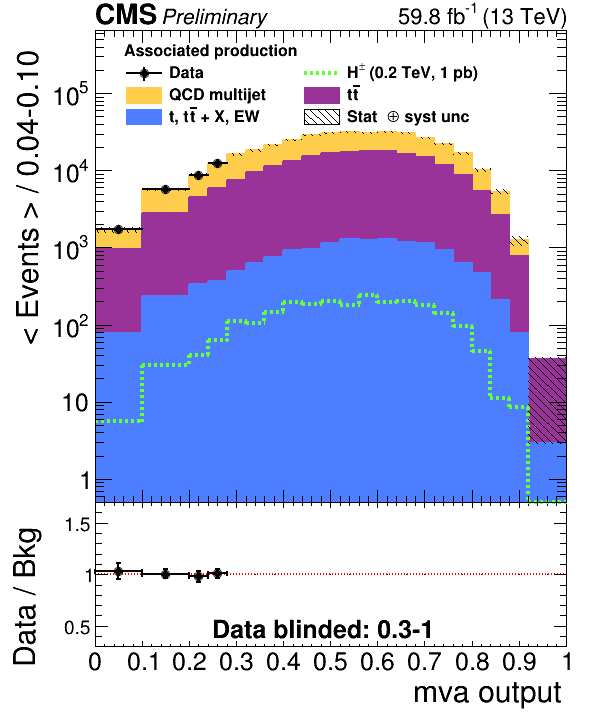 CMS Preliminary 59.8 fb⁻¹ (13 TeV)
Associated production
Data H± (0.2 TeV, 1 pb)
QCD multijet tt̅
t, tt̅ + X, EW Stat ⊕ syst unc
< Events > / 0.04-0.10
10⁵
10⁴
10³
10²
10
1
Data / Bkg
1.5
1
0.5
Data blinded: 0.3-1
0 0.1 0.2 0.3 0.4 0.5 0.6 0.7 0.8 0.9 1
mva output